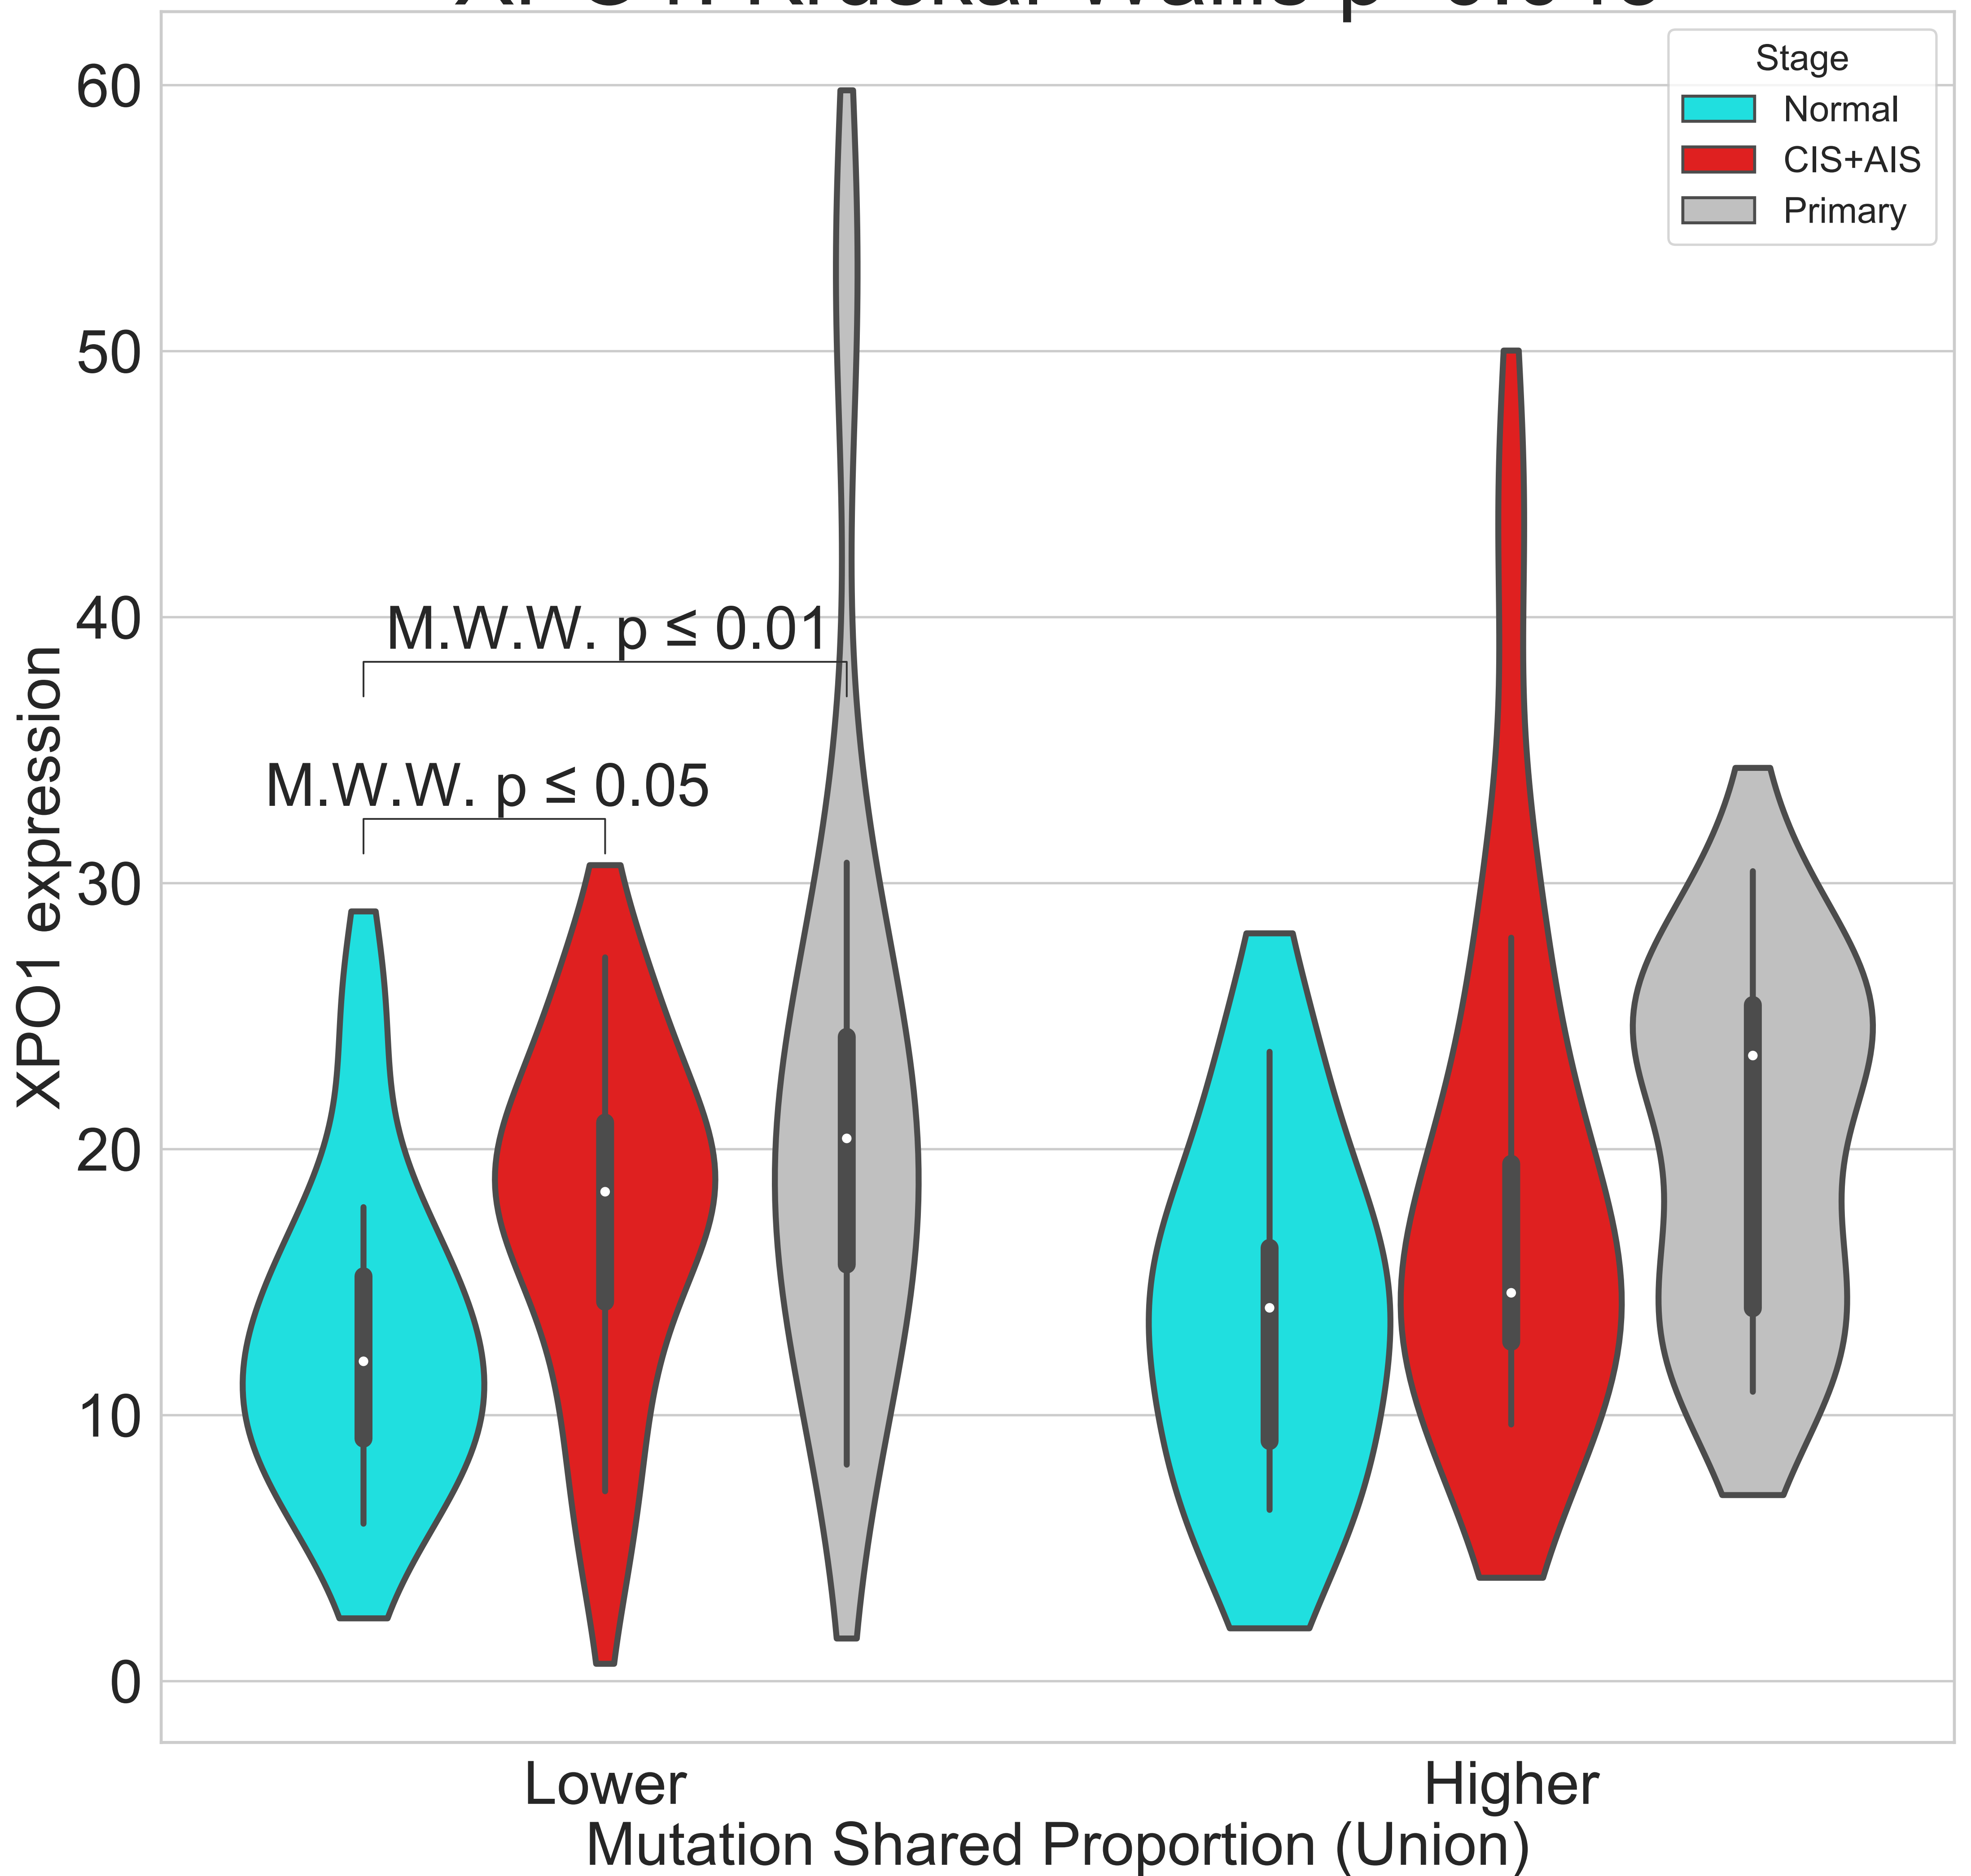 Stage
Normal
CIS+AIS
Primary
60
50
40
30
20
10
0
XPO1 expression
M.W.W. p ≤ 0.01
M.W.W. p ≤ 0.05
Lower
Higher
Mutation Shared Proportion (Union)